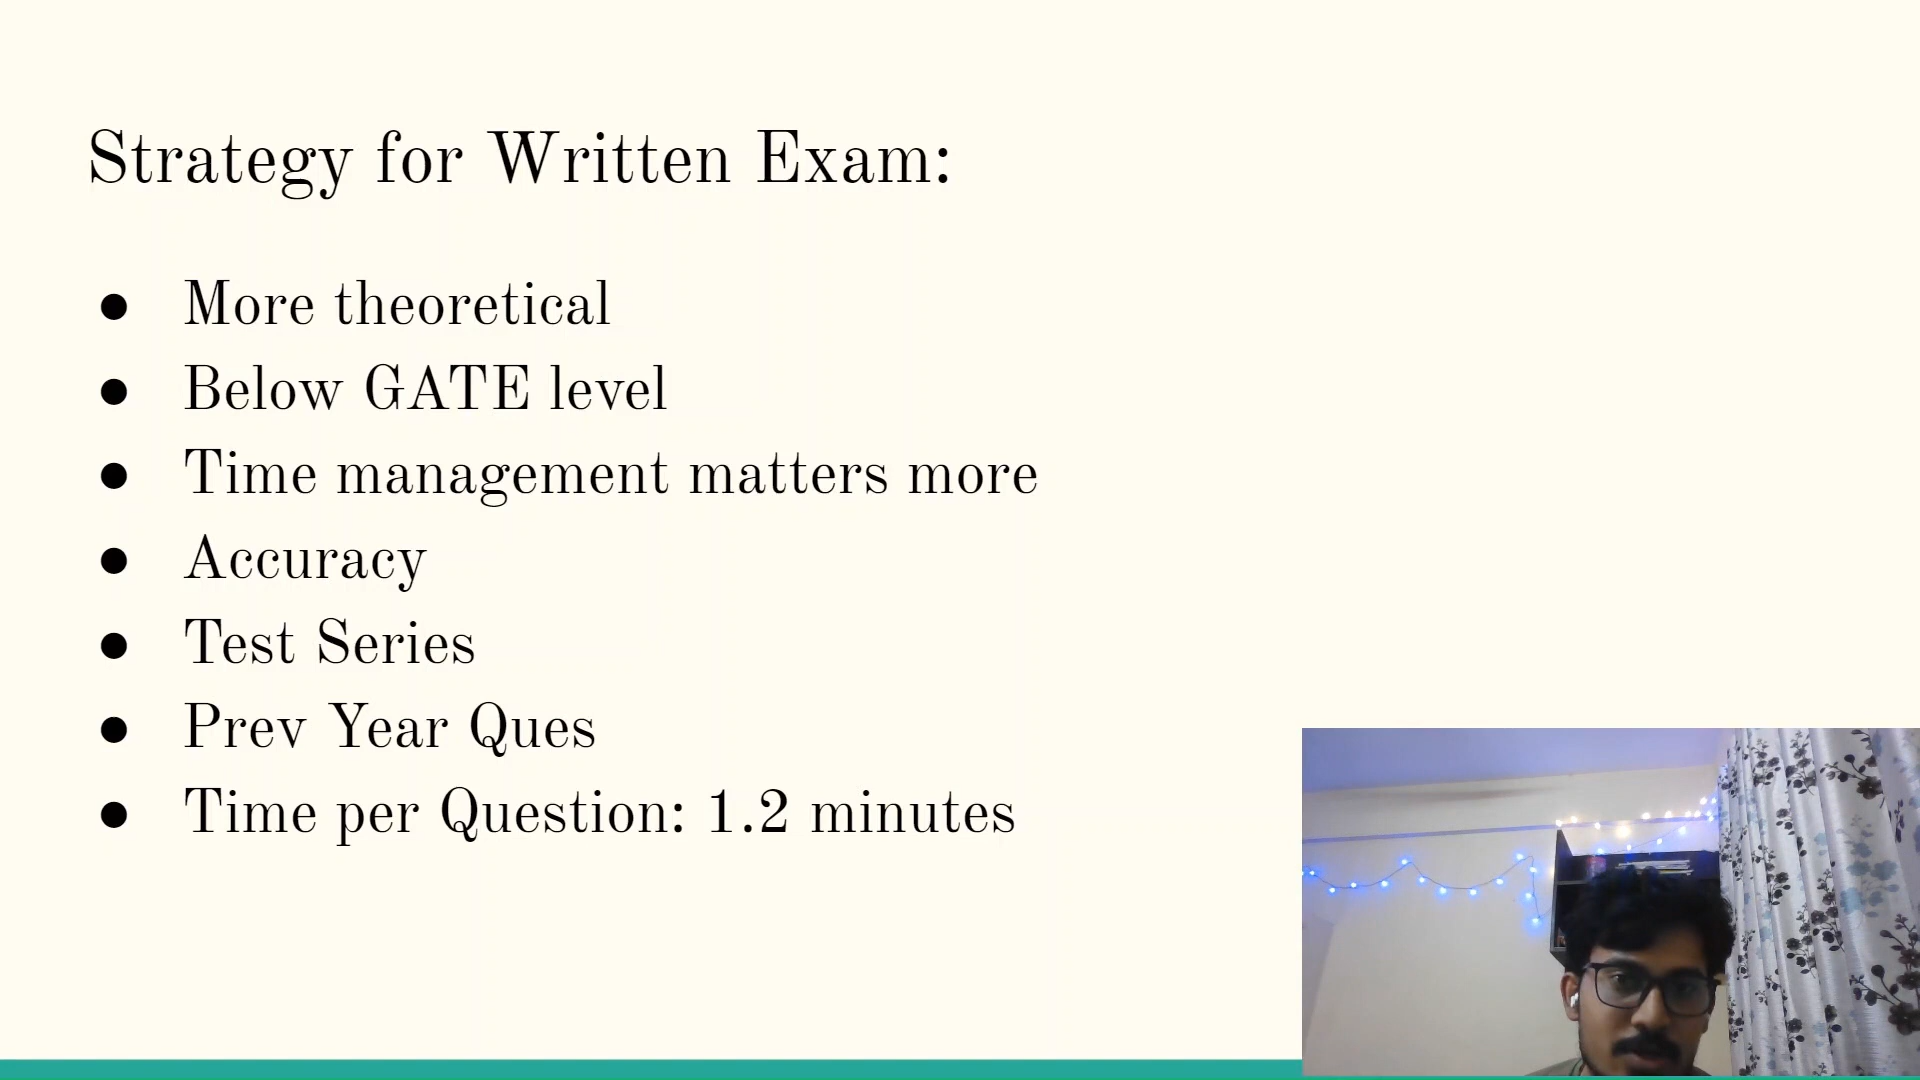 Strategy for Written Exam:
● More theoretical
● Below GATE level
● Time management matters more
● Accuracy
● Test Series
● Prev Year Ques
● Time per Question: 1.2 minutes